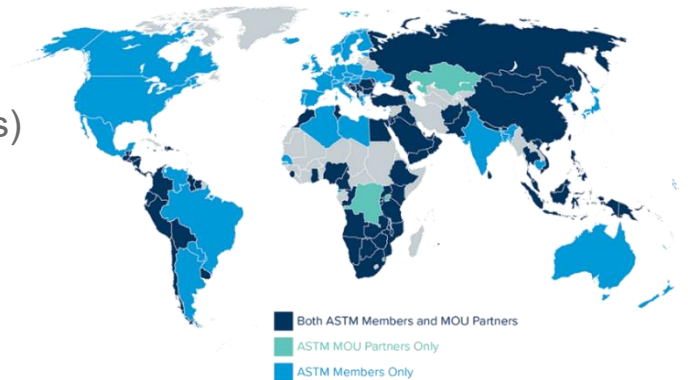 s)
Both ASTM Members and MOU Partners
ASTM MOU Partners Only
ASTM Members Only